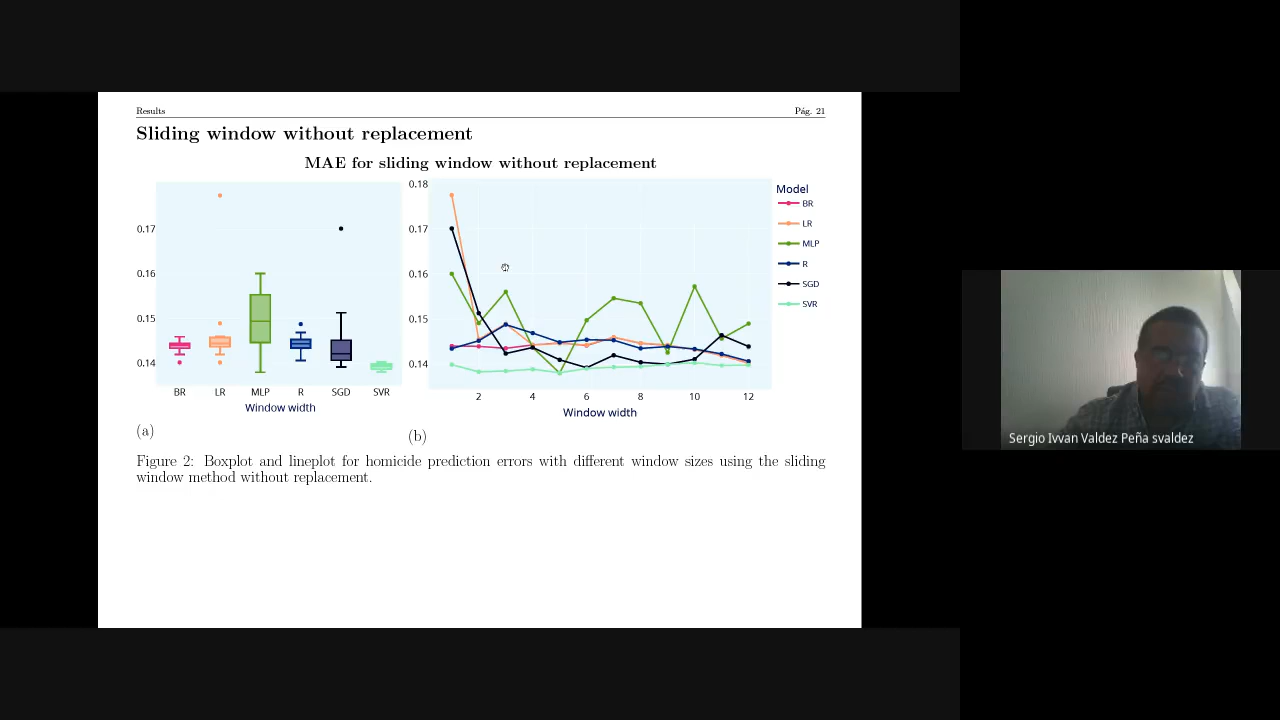 Results Pág. 21
Sliding window without replacement
MAE for sliding window without replacement
0.17
0.16
0.15
0.14
BR LR MLP R SGD SVR
Window width
(a)
0.18
0.17
0.16
0.15
0.14
2 4 6 8 10 12
Window width
(b)
Model
BR
LR
MLP
R
SGD
SVR
Figure 2: Boxplot and lineplot for homicide prediction errors with different window sizes using the sliding
window method without replacement.
Sergio Ivvan Valdez Peña svaldez